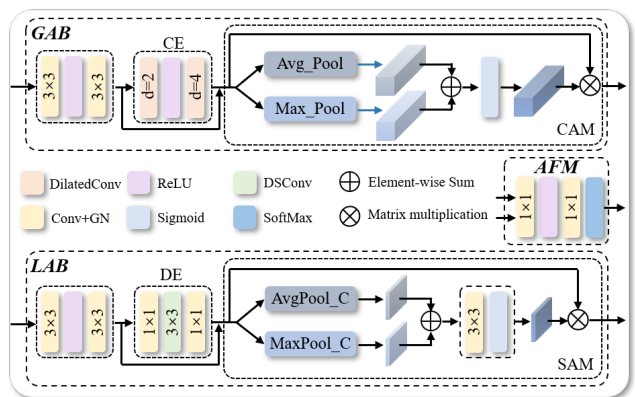 GAB
CE
3×3
3×3
d=2
d=4
Avg_Pool
Max_Pool
CAM
DilatedConv
ReLU
DSConv
Element-wise Sum
Conv+GN
Sigmoid
SoftMax
Matrix multiplication
AFM
1×1
1×1
LAB
DE
3×3
3×3
1×1
3×3
1×1
AvgPool_C
MaxPool_C
3×3
SAM